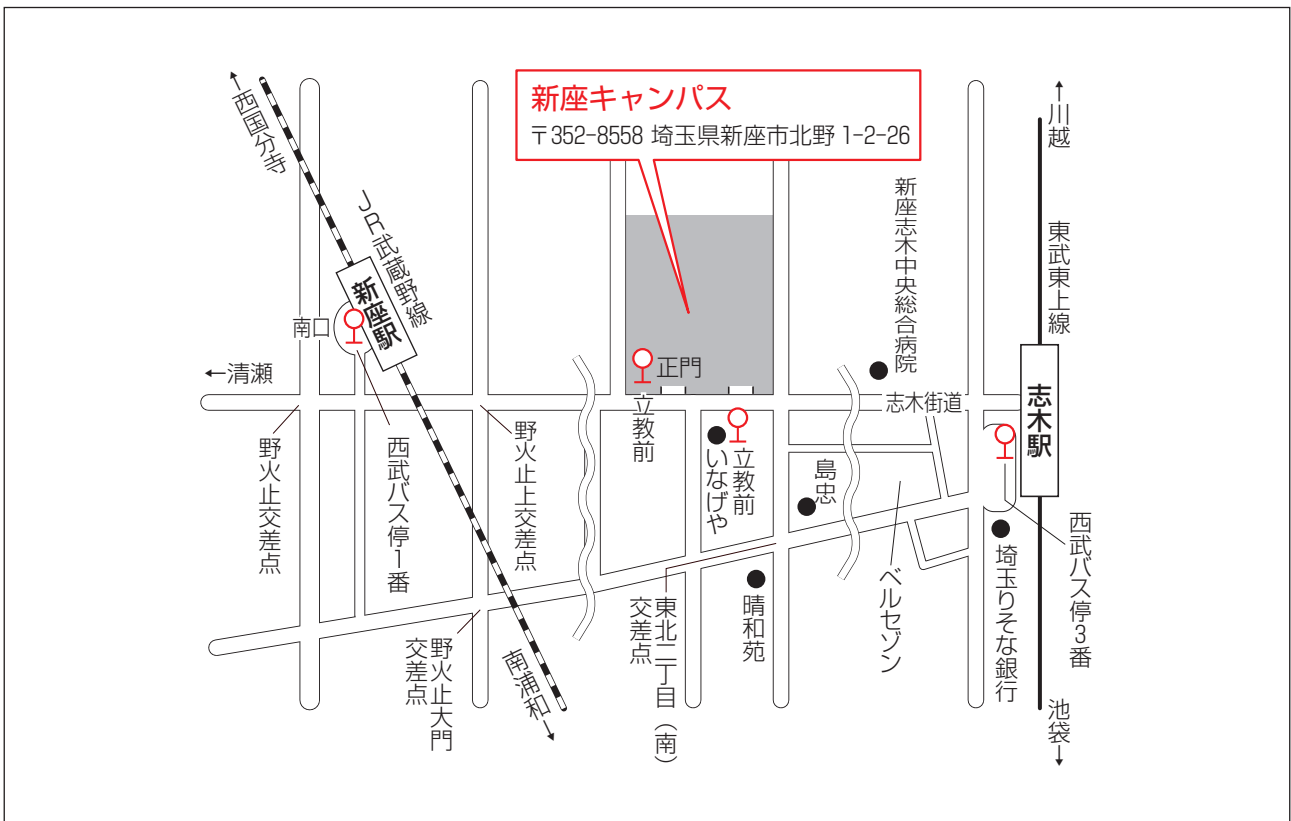 新座キャンパス
〒352-8558 埼玉県新座市北野 1-2-26
←西国分寺
JR武蔵野線
新座駅
南口
←清瀬
野火止交差点
西武バス停1番
野火止上交差点
野火止大門
交差点
南浦和→
正門
立教前
いなげや
立教前
東北二丁目（南）
交差点
晴和苑
島忠
新座志木中央総合病院
志木街道
ベルセゾン
←川越
東武東上線
志木駅
西武バス停3番
埼玉りそな銀行
池袋→